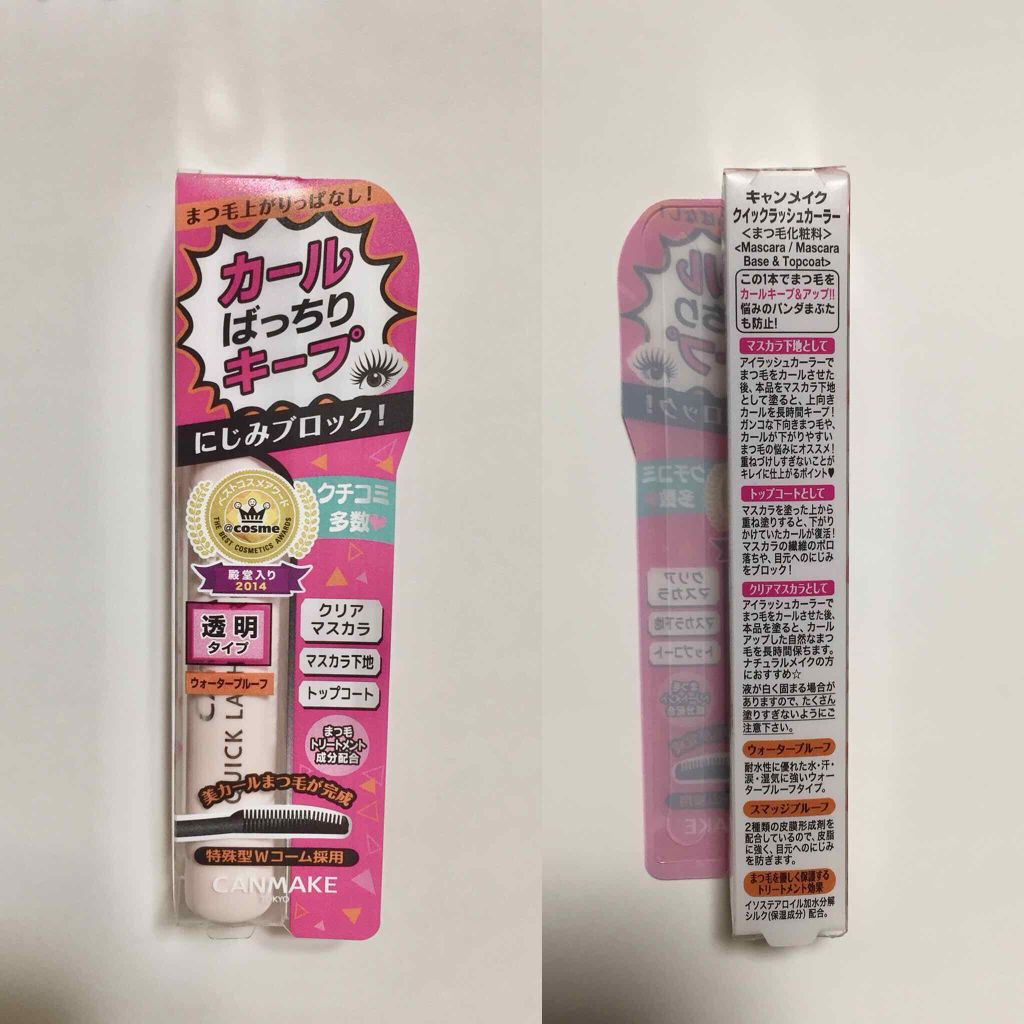 まつ毛上がりっぱなし!
カール
ばっちり
キープ
にじみブロック!
ベストコスメアワード
@cosme
THE BEST COSMETICS AWARDS
殿堂入り
2014
クチコミ
多数♥
透明
タイプ
ウォータープルーフ
クリア
マスカラ
マスカラ下地
トップコート
まつ毛
トリートメント
成分配合
QUICK LASH
美カールまつ毛が完成
特殊型Wコーム採用
CANMAKE
TOKYO
キャンメイク
クイックラッシュカーラー
<まつ毛化粧料>
<Mascara / Mascara
Base & Topcoat>
この1本でまつ毛を
カールキープ&アップ!!
悩みのパンダまぶた
も防止!
マスカラ下地として
アイラッシュカーラーで
まつ毛をカールさせた
後、本品をマスカラ下地
として塗ると、上向き
カールを長時間キープ!
ガンコな下向きまつ毛や、
カールが下がりやすい
まつ毛の悩みにオススメ!
重ねづけしすぎないことが
キレイに仕上がるポイント♥
トップコートとして
マスカラを塗った上から
重ね塗りすると、下がり
かけていたカールが復活!
マスカラの繊維のボロ
落ちや、目元へのにじみ
をブロック!
クリアマスカラとして
アイラッシュカーラーで
まつ毛をカールさせた後、
本品を塗ると、カール
アップした自然なまつ
毛を長時間保ちます。
ナチュラルメイクの方
におすすめ☆
液が白く固まる場合が
ありますので、たくさん
塗りすぎないようにご
注意下さい。
ウォータープルーフ
耐水性に優れた水・汗・
涙・湿気に強いウォー
タープルーフタイプ。
スマッジプルーフ
2種類の皮膜形成剤を
配合しているので、皮脂
に強く、目元へのにじみ
を防ぎます。
まつ毛を優しく保護する
トリートメント効果
イソステアロイル加水分解
シルク(保湿成分)配合。